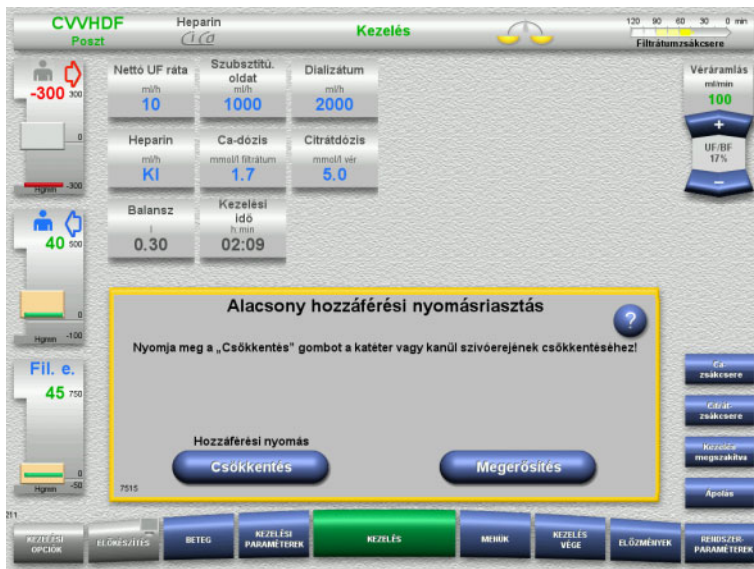 CVVHDF
Poszt
Heparin
Ci Ca
Kezelés
120 90 60 30 0 min
Filtrátumzsákcsere
-300 300
0
-300
Hgmm
40 500
0
-100
Hgmm
Fil. e.
45 750
0
-50
Hgmm
Nettó UF ráta
ml/h
10
Szubsztitú.
oldat
ml/h
1000
Dializátum
ml/h
2000
Heparin
ml/h
KI
Ca-dózis
mmol/l filtrátum
1.7
Citrátdózis
mmol/l vér
5.0
Balansz
l
0.30
Kezelési
idő
h:min
02:09
Véráramlás
ml/min
100
+
UF/BF
17%
−
Alacsony hozzáférési nyomásriasztás
?
Nyomja meg a „Csökkentés” gombot a katéter vagy kanül szívóerejének csökkentéséhez!
Hozzáférési nyomás
Csökkentés
Megerősítés
7515
Ca-
zsákcsere
Citrát-
zsákcsere
Kezelés
megszakítva
Ápolás
211
KEZELÉSI
OPCIÓK
ELŐKÉSZÍTÉS
BETEG
KEZELÉSI
PARAMÉTEREK
KEZELÉS
MENÜK
KEZELÉS
VÉGE
ELŐZMÉNYEK
RENDSZER-
PARAMÉTEREK